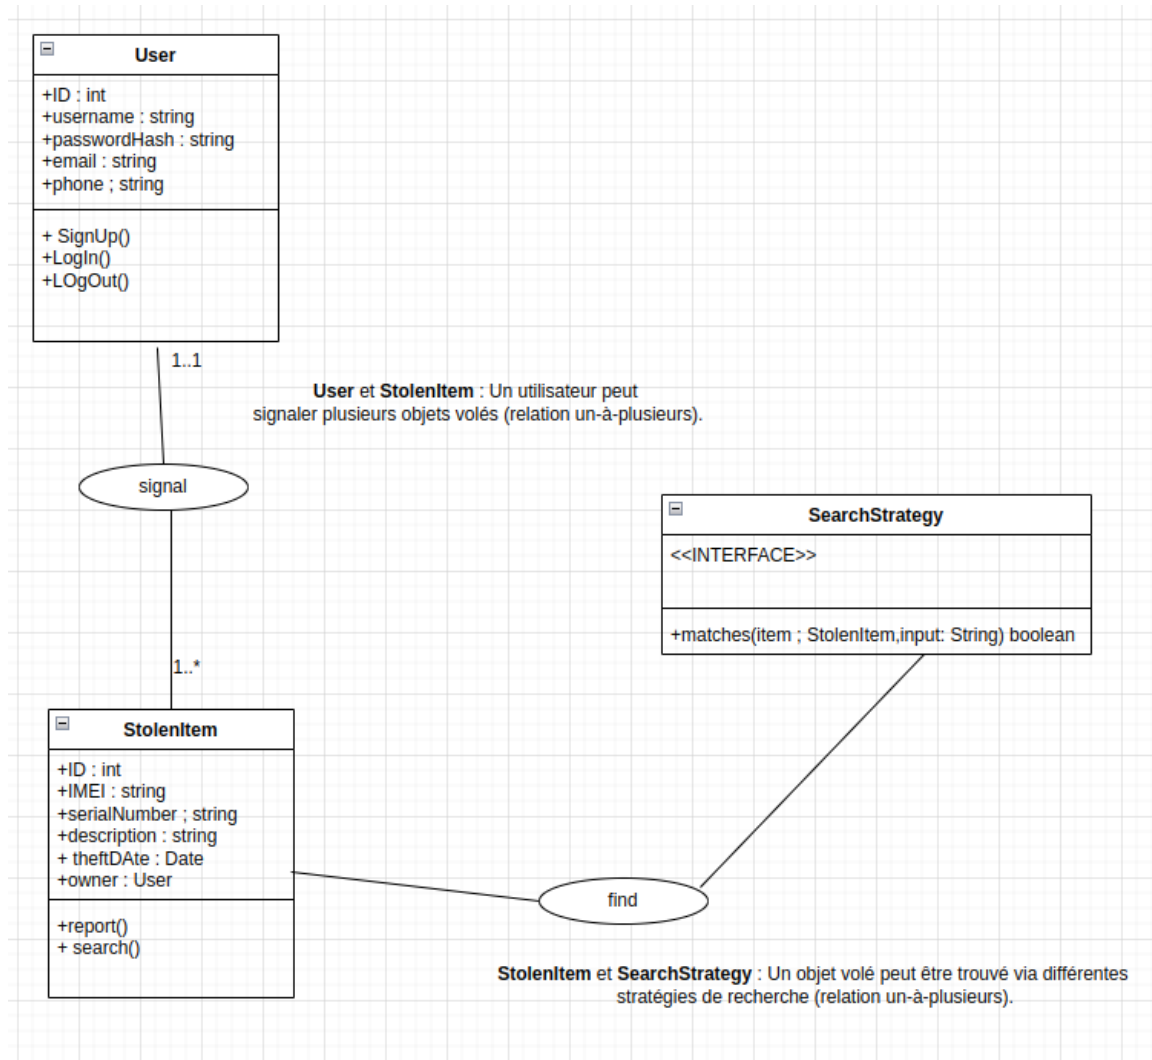 User
+ID : int
+username : string
+passwordHash : string
+email : string
+phone ; string
+ SignUp()
+LogIn()
+LOgOut()
1..1
User et StolenItem : Un utilisateur peut
signaler plusieurs objets volés (relation un-à-plusieurs).
signal
SearchStrategy
<<INTERFACE>>
+matches(item ; StolenItem,input: String) boolean
1..*
StolenItem
+ID : int
+IMEI : string
+serialNumber ; string
+description : string
+ theftDAte : Date
+owner : User
+report()
+ search()
find
StolenItem et SearchStrategy : Un objet volé peut être trouvé via différentes
stratégies de recherche (relation un-à-plusieurs).